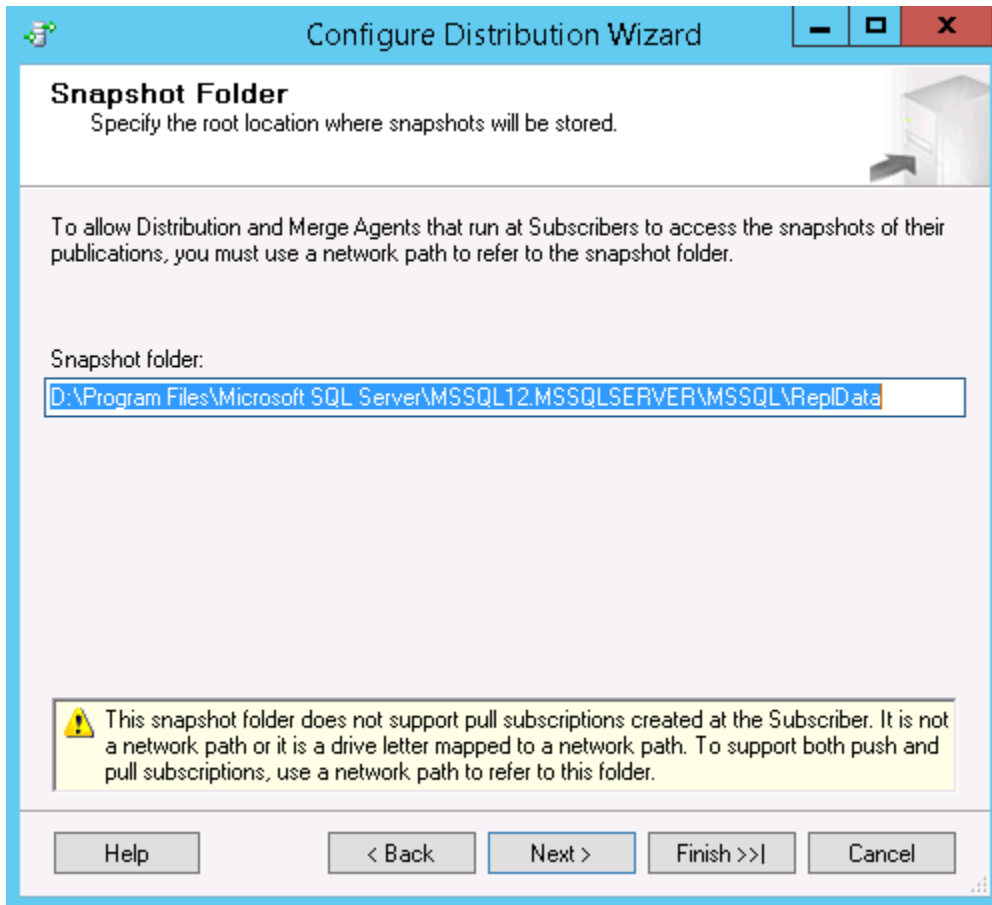 Configure Distribution Wizard
Snapshot Folder
Specify the root location where snapshots will be stored.
To allow Distribution and Merge Agents that run at Subscribers to access the snapshots of their
publications, you must use a network path to refer to the snapshot folder.
Snapshot folder:
D:\Program Files\Microsoft SQL Server\MSSQL12.MSSQLSERVER\MSSQL\ReplData
This snapshot folder does not support pull subscriptions created at the Subscriber. It is not
a network path or it is a drive letter mapped to a network path. To support both push and
pull subscriptions, use a network path to refer to this folder.
Help < Back Next > Finish >>| Cancel